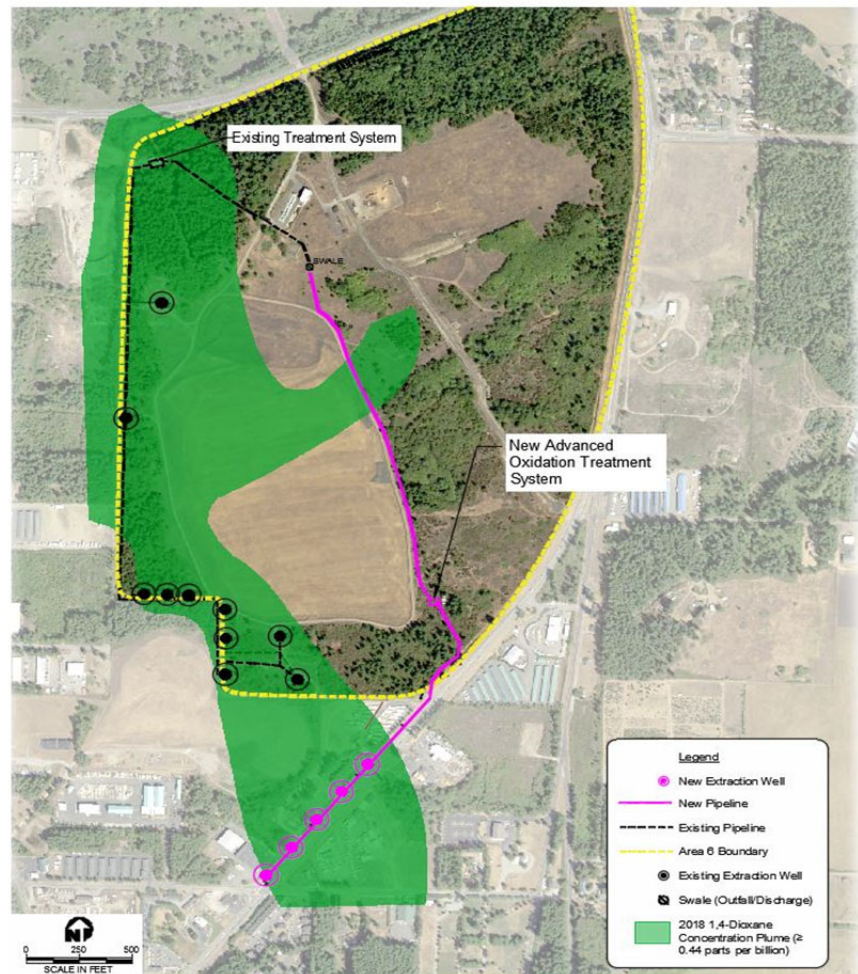 Existing Treatment System
SWALE
New Advanced
Oxidation Treatment
System
Legend
New Extraction Well
New Pipeline
Existing Pipeline
Area 6 Boundary
Existing Extraction Well
Swale (Outfall/Discharge)
2018 1,4-Dioxane
Concentration Plume (≥
0.44 parts per billion)
N
0 250 500
SCALE IN FEET